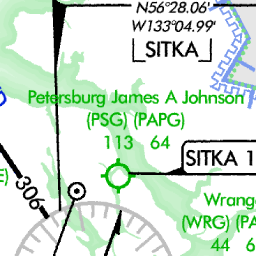 N56°28.06'
W133°04.99'
SITKA
Petersburg James A Johnson
(PSG) (PAPG)
113 64
SITKA 1
E)
306
Wrang
(WRG) (PA
44 6